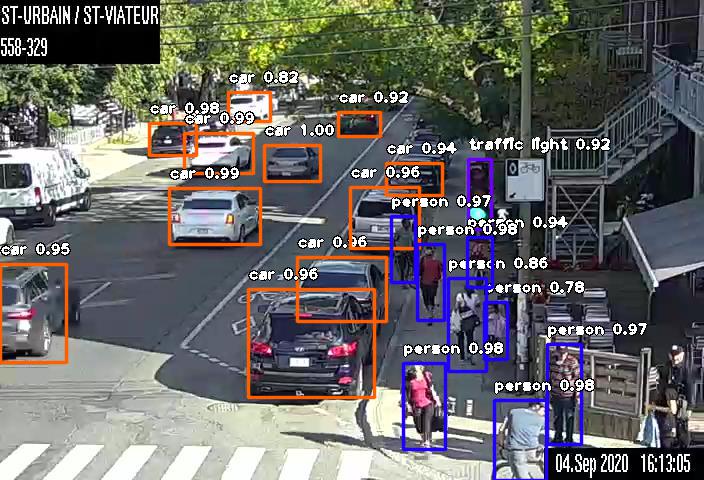 ST-URBAIN / ST-VIATEUR
558-329
car 0.82
car 0.98
car 0.99
car 0.92
car 1.00
traffic light 0.92
car 0.94
car 0.99
car 0.96
person 0.97
person 0.94
person 0.98
car 0.95
car 0.96
person 0.86
car 0.96
person 0.78
person 0.97
person 0.98
person 0.98
04.Sep 2020 16:13:05